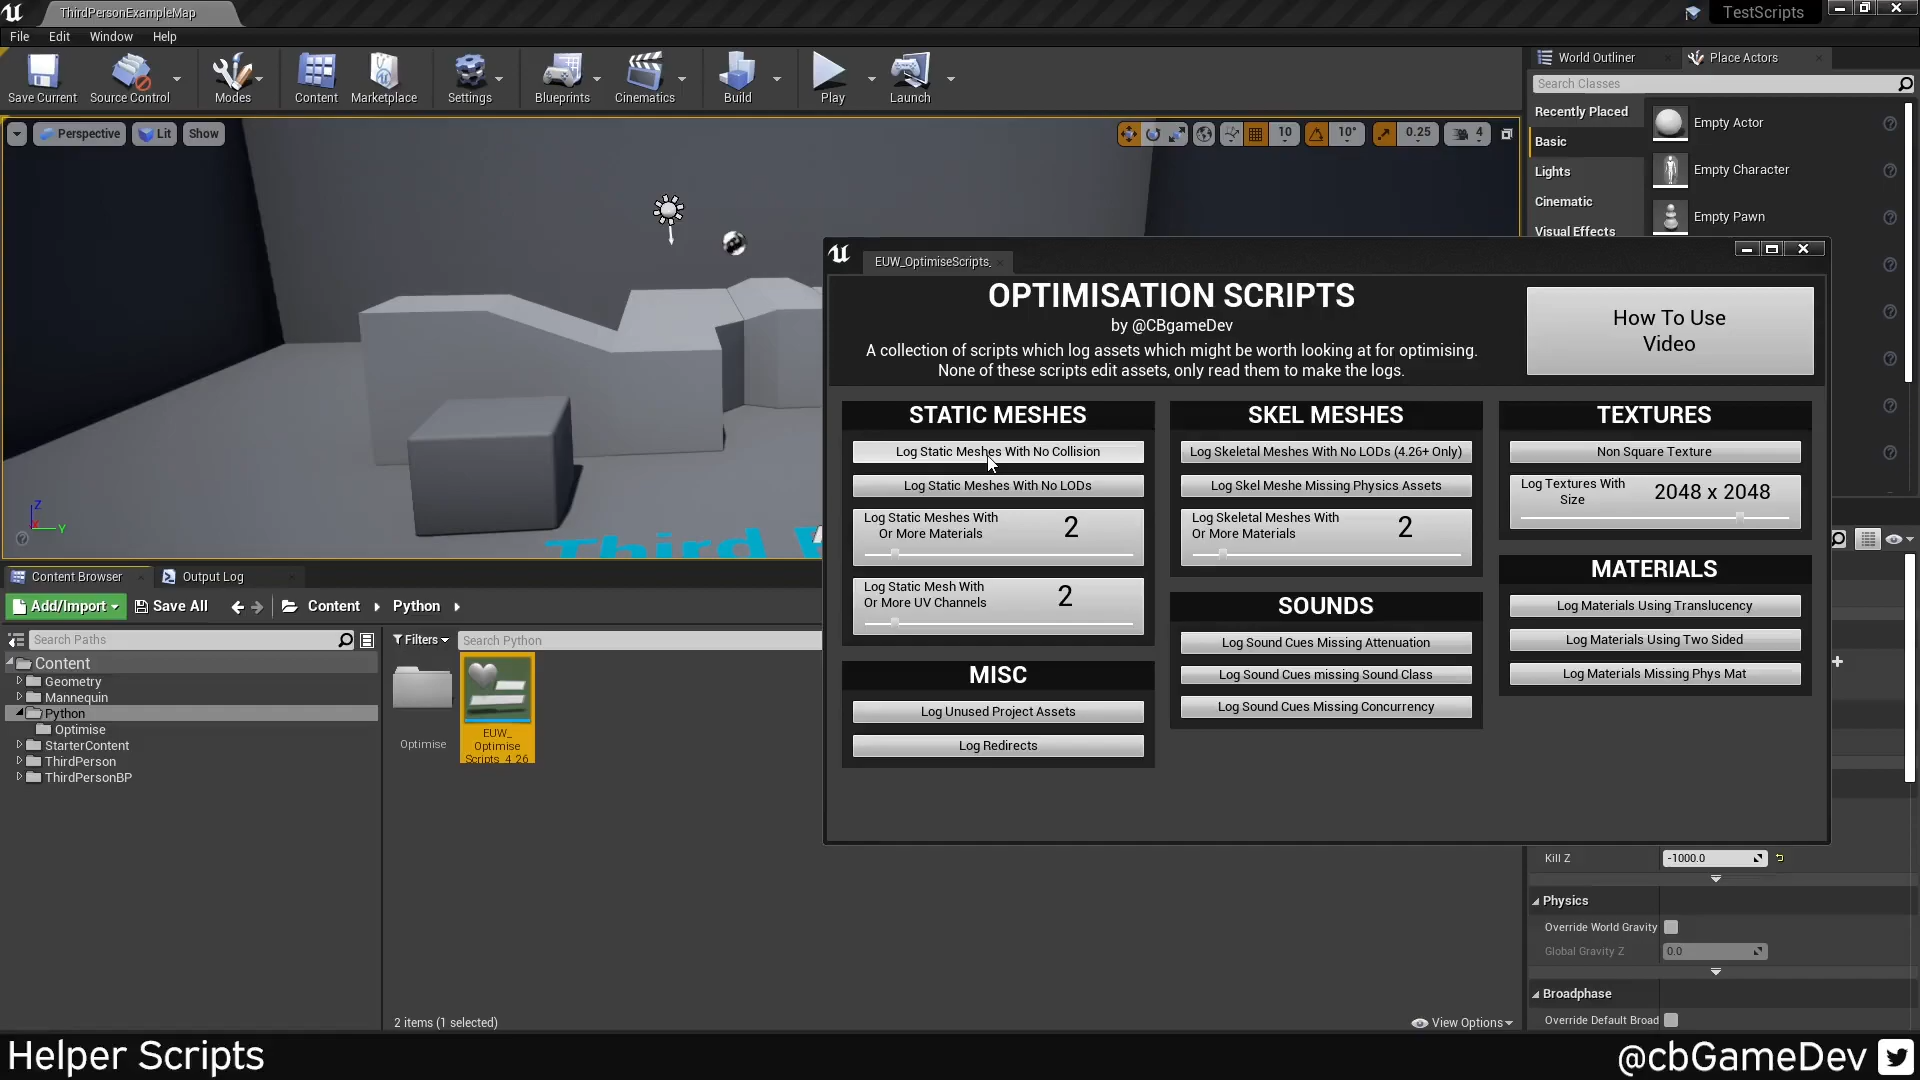 ThirdPersonExampleMap
TestScripts
File Edit Window Help
Save Current Source Control Modes Content Marketplace Settings Blueprints Cinematics Build Play Launch
Perspective Lit Show
10 10° 0.25 4
World Outliner Place Actors
Search Classes
Recently Placed
Basic
Lights
Cinematic
Visual Effects
Empty Actor
Empty Character
Empty Pawn
Z
Y
EUW_OptimiseScripts_
OPTIMISATION SCRIPTS
by @CBgameDev
A collection of scripts which log assets which might be worth looking at for optimising.
None of these scripts edit assets, only read them to make the logs.
How To Use
Video
STATIC MESHES
Log Static Meshes With No Collision
Log Static Meshes With No LODs
Log Static Meshes With
Or More Materials
2
Log Static Mesh With
Or More UV Channels
2
MISC
Log Unused Project Assets
Log Redirects
SKEL MESHES
Log Skeletal Meshes With No LODs (4.26+ Only)
Log Skel Meshe Missing Physics Assets
Log Skeletal Meshes With
Or More Materials
2
SOUNDS
Log Sound Cues Missing Attenuation
Log Sound Cues missing Sound Class
Log Sound Cues Missing Concurrency
TEXTURES
Non Square Texture
Log Textures With
Size
2048 x 2048
MATERIALS
Log Materials Using Translucency
Log Materials Using Two Sided
Log Materials Missing Phys Mat
Content Browser Output Log
Add/Import Save All Content Python
Search Paths
Filters Search Python
Content
Geometry
Mannequin
Python
Optimise
StarterContent
ThirdPerson
ThirdPersonBP
Optimise
EUW_
Optimise
Scripts_4_26
2 items (1 selected)
View Options
Kill Z -1000.0
Physics
Override World Gravity
Global Gravity Z 0.0
Broadphase
Override Default Broad
Helper Scripts
@cbGameDev